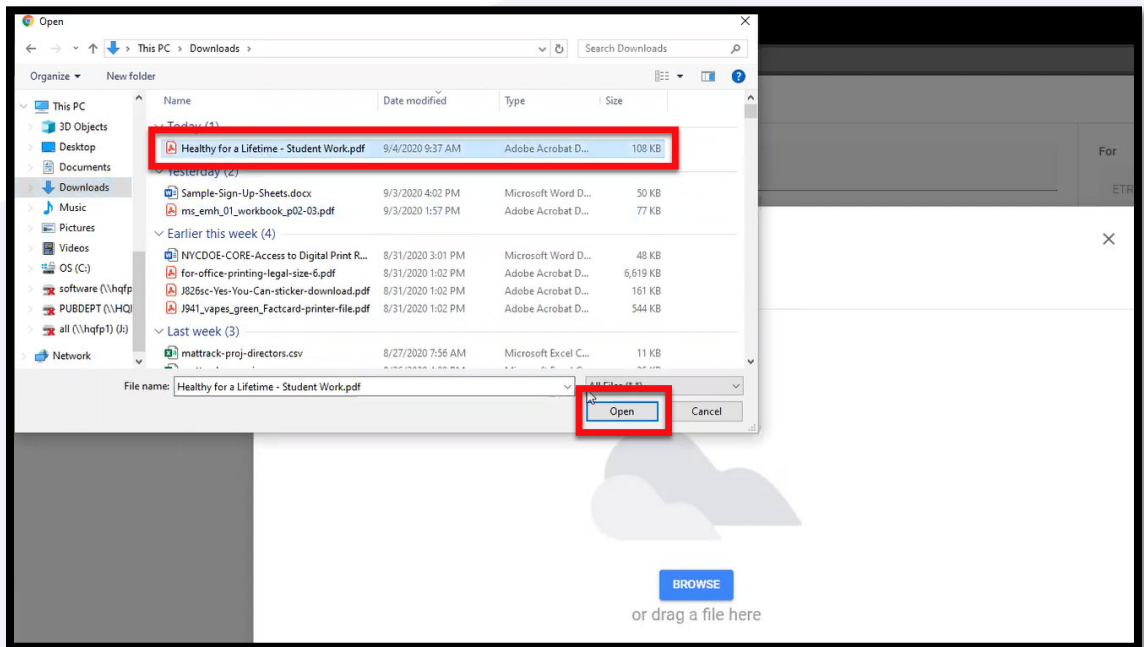 Open
This PC > Downloads >
Search Downloads
Organize
New folder
Name Date modified Type Size
This PC
3D Objects
Desktop
Documents
Downloads
Music
Pictures
Videos
OS (C:)
software (\\hqfp
PUBDEPT (\\HQI
all (\\hqfp1) (J:)
Network
Today (1)
Healthy for a Lifetime - Student Work.pdf 9/4/2020 9:37 AM Adobe Acrobat D... 108 KB
Yesterday (2)
Sample-Sign-Up-Sheets.docx 9/3/2020 4:02 PM Microsoft Word D... 50 KB
ms_emh_01_workbook_p02-03.pdf 9/3/2020 1:57 PM Adobe Acrobat D... 77 KB
Earlier this week (4)
NYCDOE-CORE-Access to Digital Print R... 8/31/2020 3:01 PM Microsoft Word D... 48 KB
for-office-printing-legal-size-6.pdf 8/31/2020 1:02 PM Adobe Acrobat D... 6,619 KB
J826sc-Yes-You-Can-sticker-download.pdf 8/31/2020 1:02 PM Adobe Acrobat D... 161 KB
J941_vapes_green_Factcard-printer-file.pdf 8/31/2020 1:02 PM Adobe Acrobat D... 544 KB
Last week (3)
mattrack-proj-directors.csv 8/27/2020 7:56 AM Microsoft Excel C... 11 KB
File name: Healthy for a Lifetime - Student Work.pdf
All Files (*.*)
Open Cancel
For
ETR
BROWSE
or drag a file here